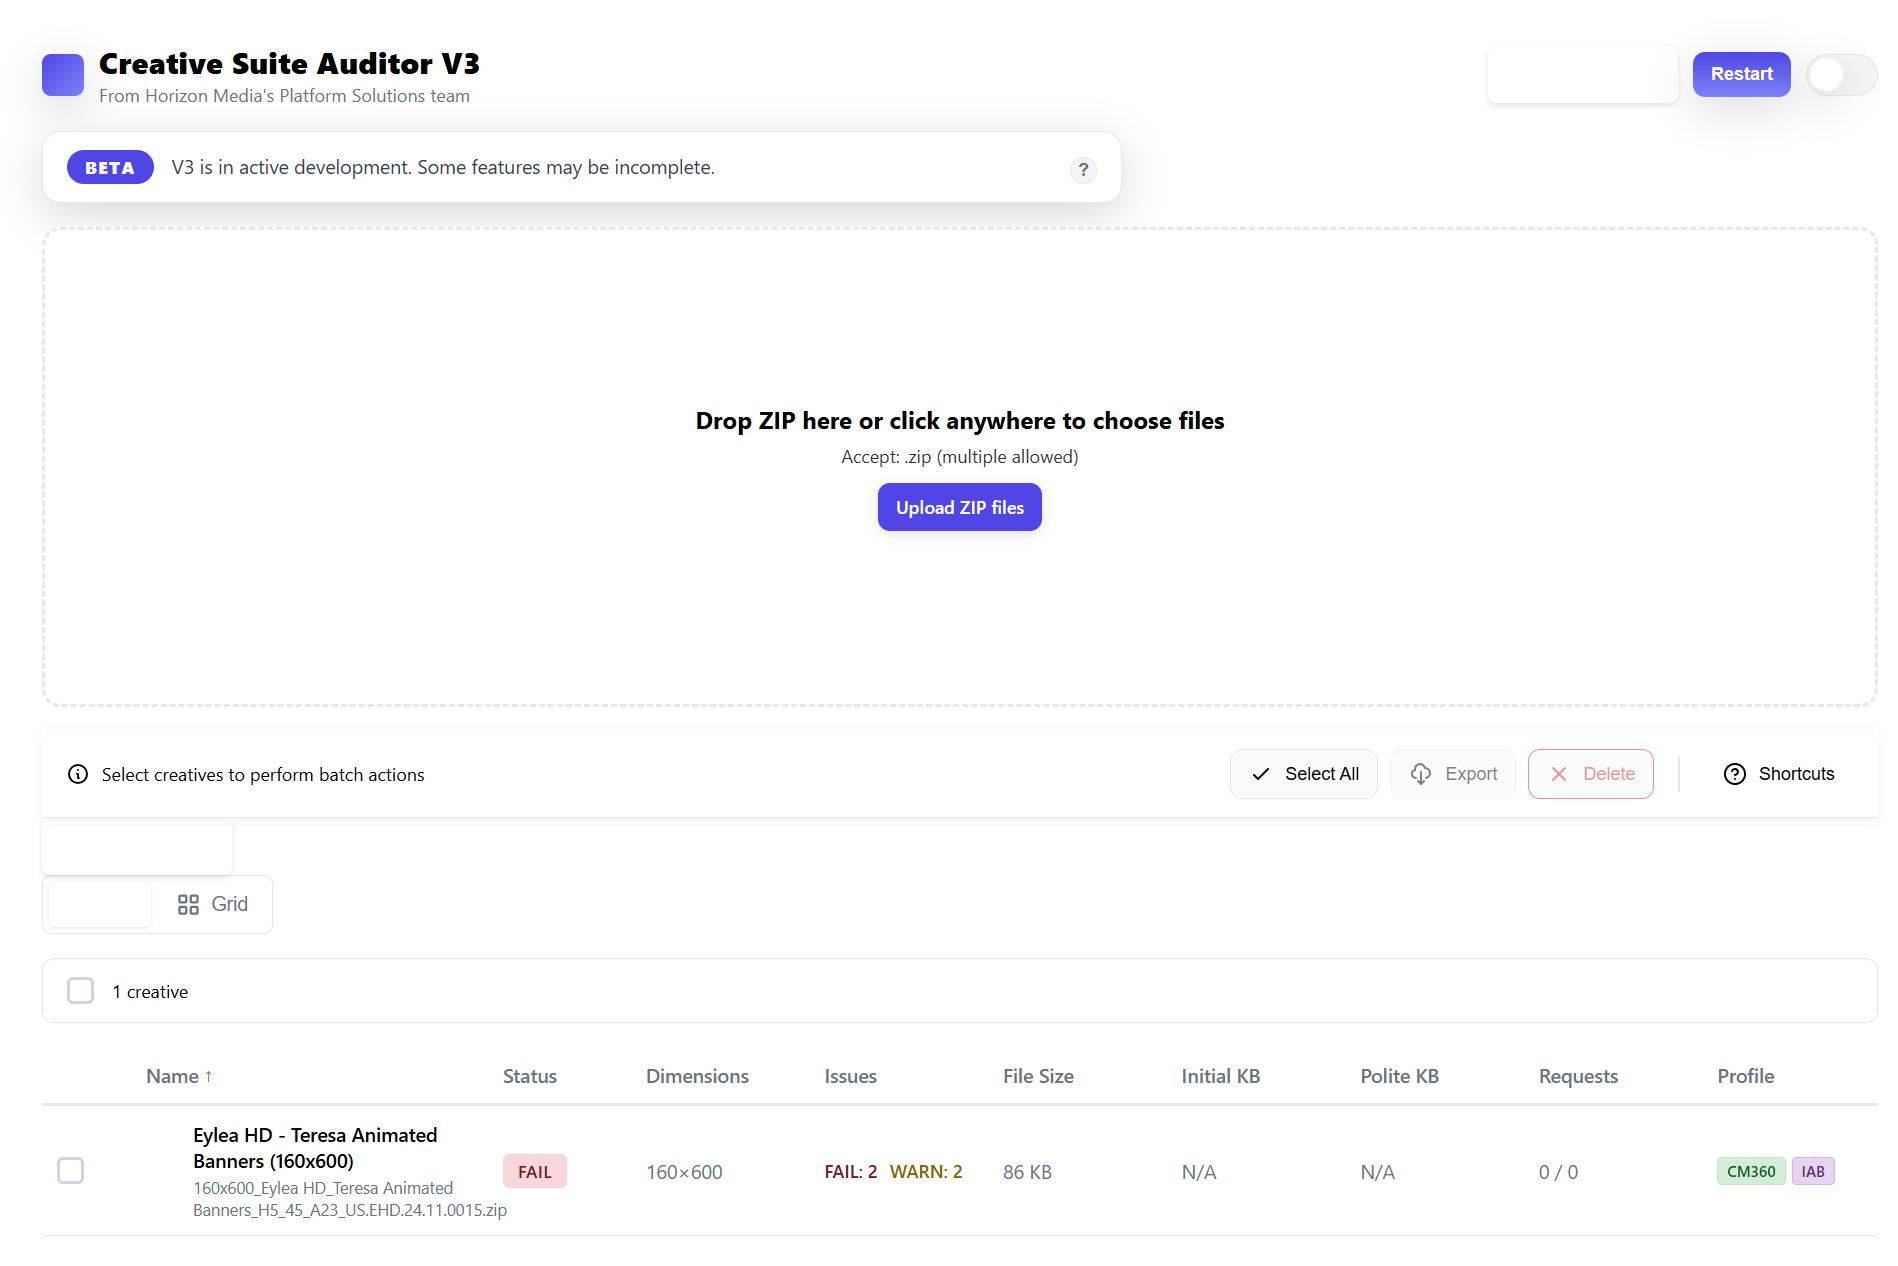 Creative Suite Auditor V3
From Horizon Media's Platform Solutions team
Restart
BETA V3 is in active development. Some features may be incomplete. ?
Drop ZIP here or click anywhere to choose files
Accept: .zip (multiple allowed)
Upload ZIP files
Select creatives to perform batch actions
Select All Export Delete Shortcuts
Grid
1 creative
Name ↑ Status Dimensions Issues File Size Initial KB Polite KB Requests Profile
Eylea HD - Teresa Animated
Banners (160x600)
160x600_Eylea HD_Teresa Animated
Banners_H5_45_A23_US.EHD.24.11.0015.zip
FAIL 160×600 FAIL: 2 WARN: 2 86 KB N/A N/A 0 / 0 CM360 IAB